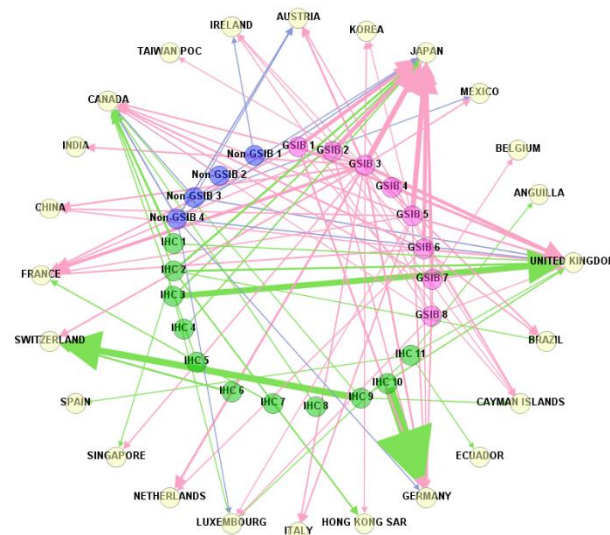 AUSTRIA
IRELAND
KOREA
TAIWAN POC
JAPAN
CANADA
MEXICO
INDIA
BELGIUM
CHINA
ANGUILLA
FRANCE
UNITED KINGDOM
SWITZERLAND
BRAZIL
SPAIN
CAYMAN ISLANDS
SINGAPORE
ECUADOR
NETHERLANDS
GERMANY
LUXEMBOURG
HONG KONG SAR
ITALY
Non-GSIB 1
Non-GSIB 2
Non-GSIB 3
Non-GSIB 4
GSIB 1
GSIB 2
GSIB 3
GSIB 4
GSIB 5
GSIB 6
GSIB 7
GSIB 8
IHC 1
IHC 2
IHC 3
IHC 4
IHC 5
IHC 6
IHC 7
IHC 8
IHC 9
IHC 10
IHC 11